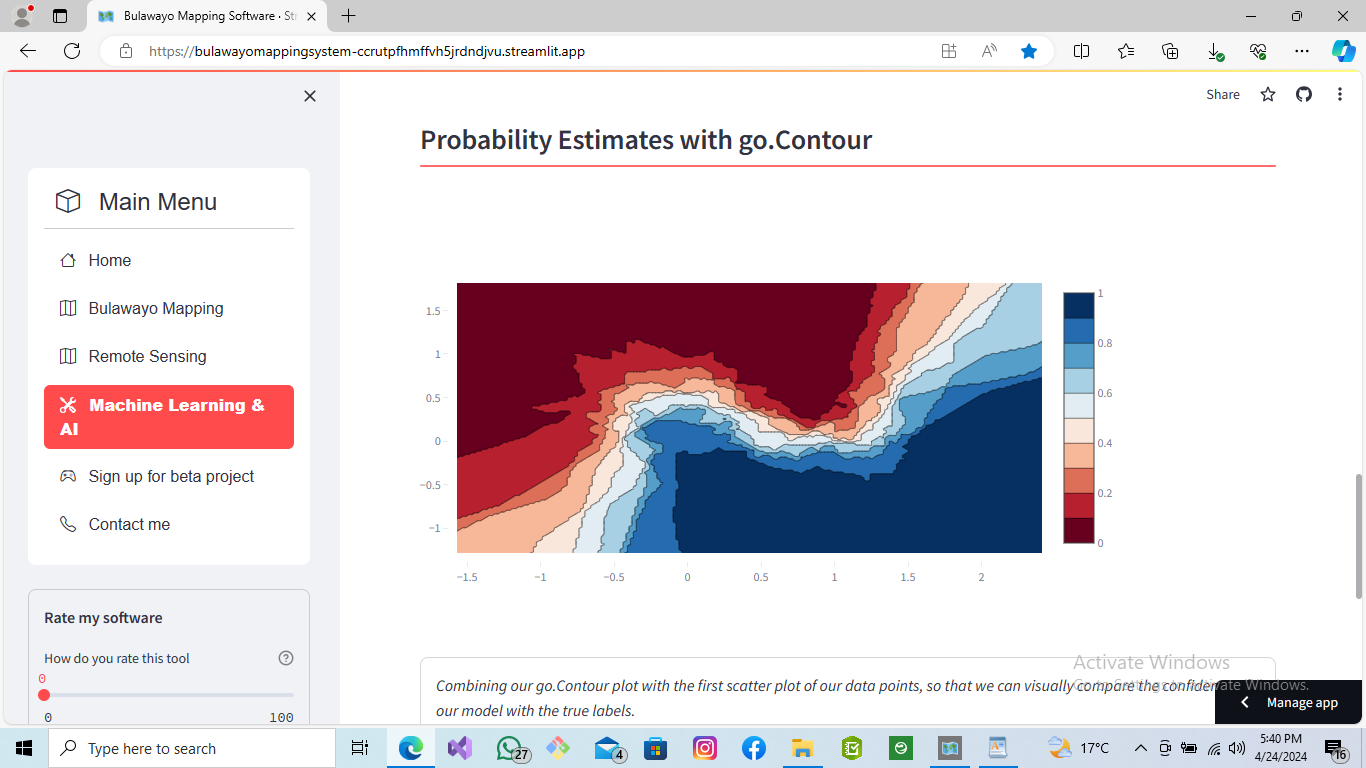 Bulawayo Mapping Software · Str
https://bulawayomappingsystem-ccrutpfhmffvh5jrdndjvu.streamlit.app
Share
Main Menu
Home
Bulawayo Mapping
Remote Sensing
Machine Learning &
AI
Sign up for beta project
Contact me
Rate my software
How do you rate this tool
0
0 100
Probability Estimates with go.Contour
1.5
1
0.5
0
−0.5
−1
−1.5 −1 −0.5 0 0.5 1 1.5 2
1
0.8
0.6
0.4
0.2
0
Combining our go.Contour plot with the first scatter plot of our data points, so that we can visually compare the confiden
our model with the true labels.
Activate Windows
Go to Settings to activate Windows.
Manage app
Type here to search
27
4
17°C
5:40 PM
4/24/2024
16